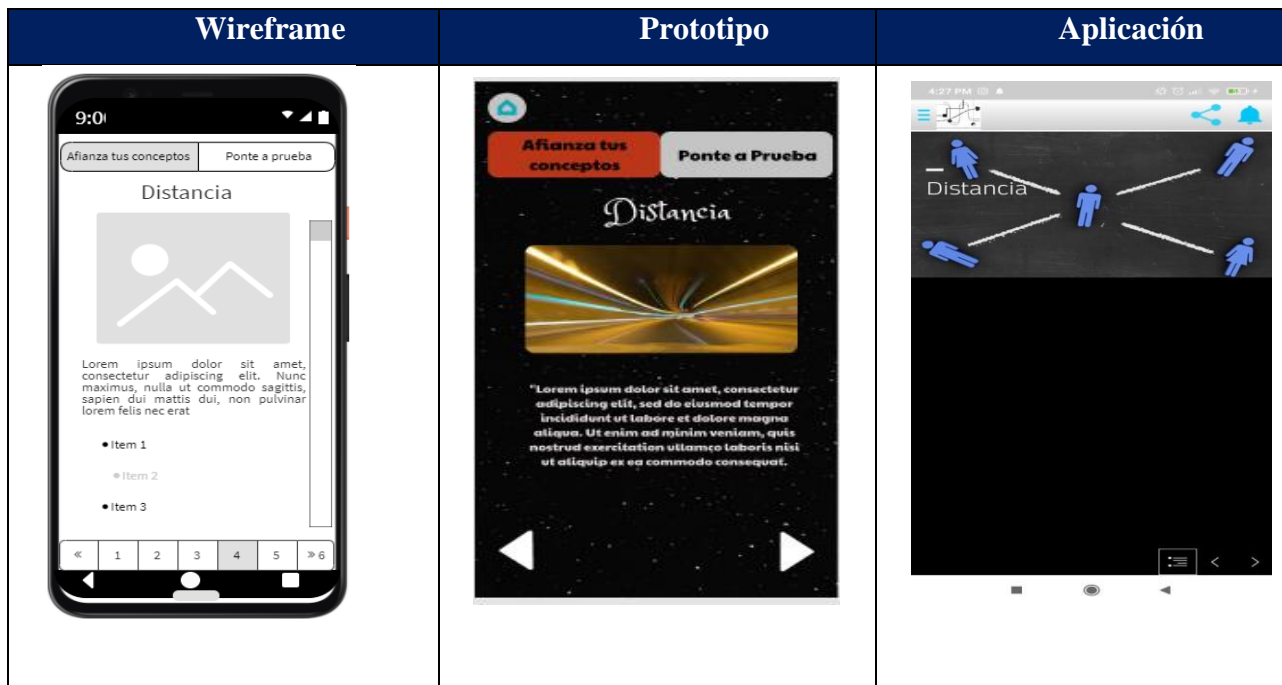 Wireframe
Prototipo
Aplicación
9:0
Afianza tus conceptos
Ponte a prueba
Distancia
Lorem ipsum dolor sit amet,
consectetur adipiscing elit. Nunc
maximus, nulla ut commodo sagittis,
sapien dui mattis dui, non pulvinar
lorem felis nec erat
• Item 1
• Item 2
• Item 3
« 1 2 3 4 5 » 6
Afianza tus
conceptos
Ponte a Prueba
Distancia
"Lorem ipsum dolor sit amet, consectetur
adipiscing elit, sed do eiusmod tempor
incididunt ut labore et dolore magna
aliqua. Ut enim ad minim veniam, quis
nostrud exercitation ullamco laboris nisi
ut aliquip ex ea commodo consequat.
4:27 PM
Distancia